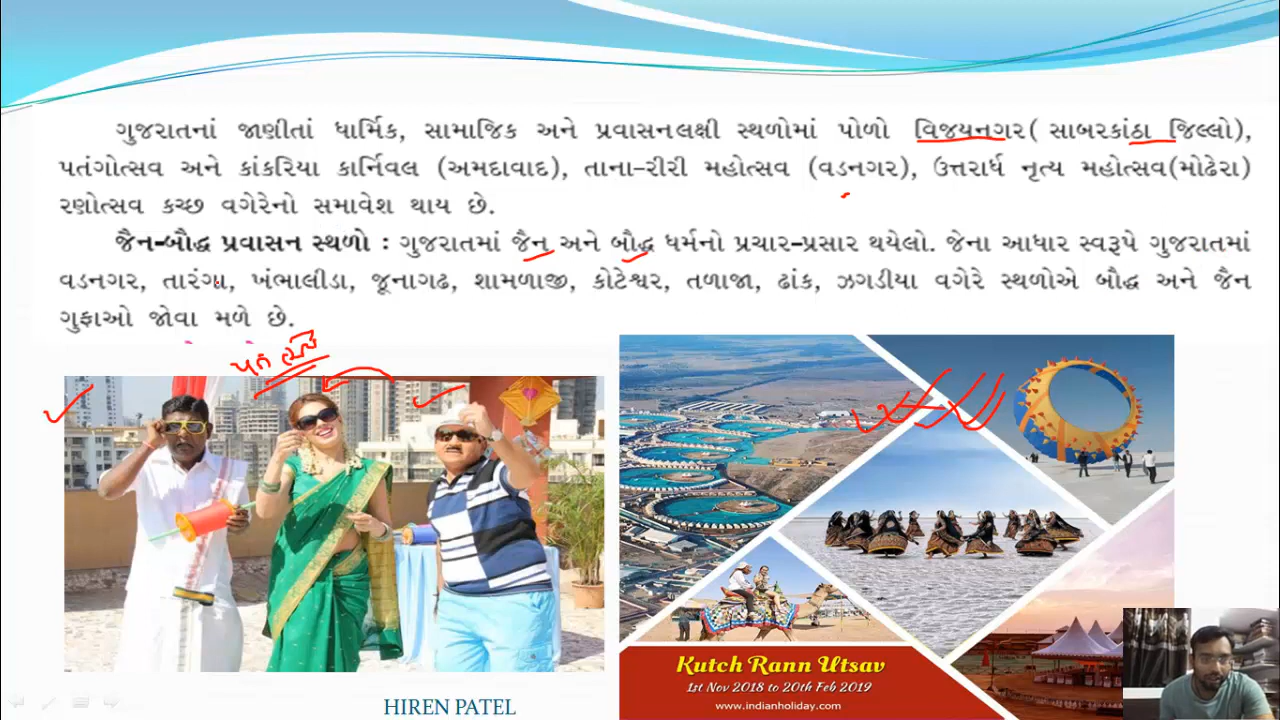 ગુજરાતનાં જાણીતાં ધાર્મિક, સામાજિક અને પ્રવાસનલક્ષી સ્થળોમાં પોળો વિજયનગર( સાબરકાંઠા જિલ્લો),
પતંગોત્સવ અને કાંકરિયા કાર્નિવલ (અમદાવાદ), તાના-રીરી મહોત્સવ (વડનગર), ઉત્તરાર્ધ નૃત્ય મહોત્સવ(મોઢેરા)
રણોત્સવ કચ્છ વગેરેનો સમાવેશ થાય છે.
જૈન-બૌદ્ધ પ્રવાસન સ્થળો : ગુજરાતમાં જૈન અને બૌદ્ધ ધર્મનો પ્રચાર-પ્રસાર થયેલો. જેના આધાર સ્વરૂપે ગુજરાતમાં
વડનગર, તારંગા, ખંભાલીડા, જૂનાગઢ, શામળાજી, કોટેશ્વર, તળાજા, ઢાંક, ઝગડીયા વગેરે સ્થળોએ બૌદ્ધ અને જૈન
ગુફાઓ જોવા મળે છે.
Kutch Rann Utsav
1st Nov 2018 to 20th Feb 2019
www.indianholiday.com
HIREN PATEL